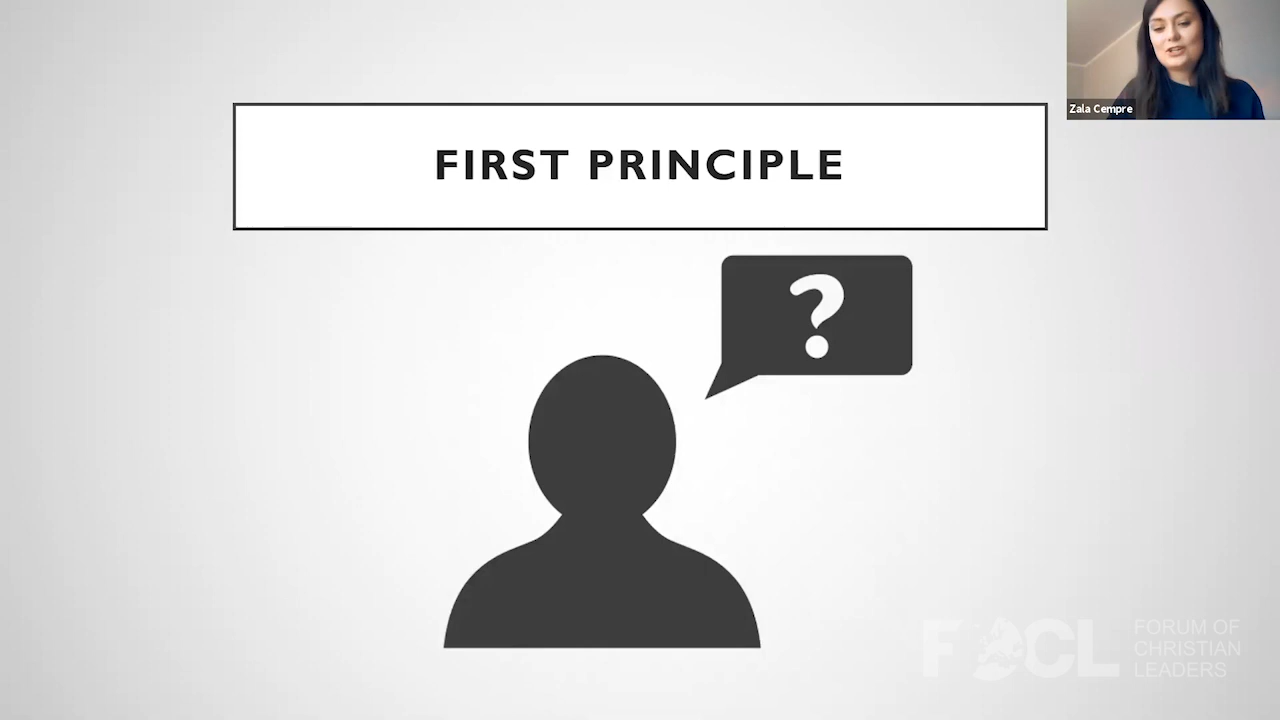 Zala Cempre
FIRST PRINCIPLE
?
FOCL
FORUM OF
CHRISTIAN
LEADERS